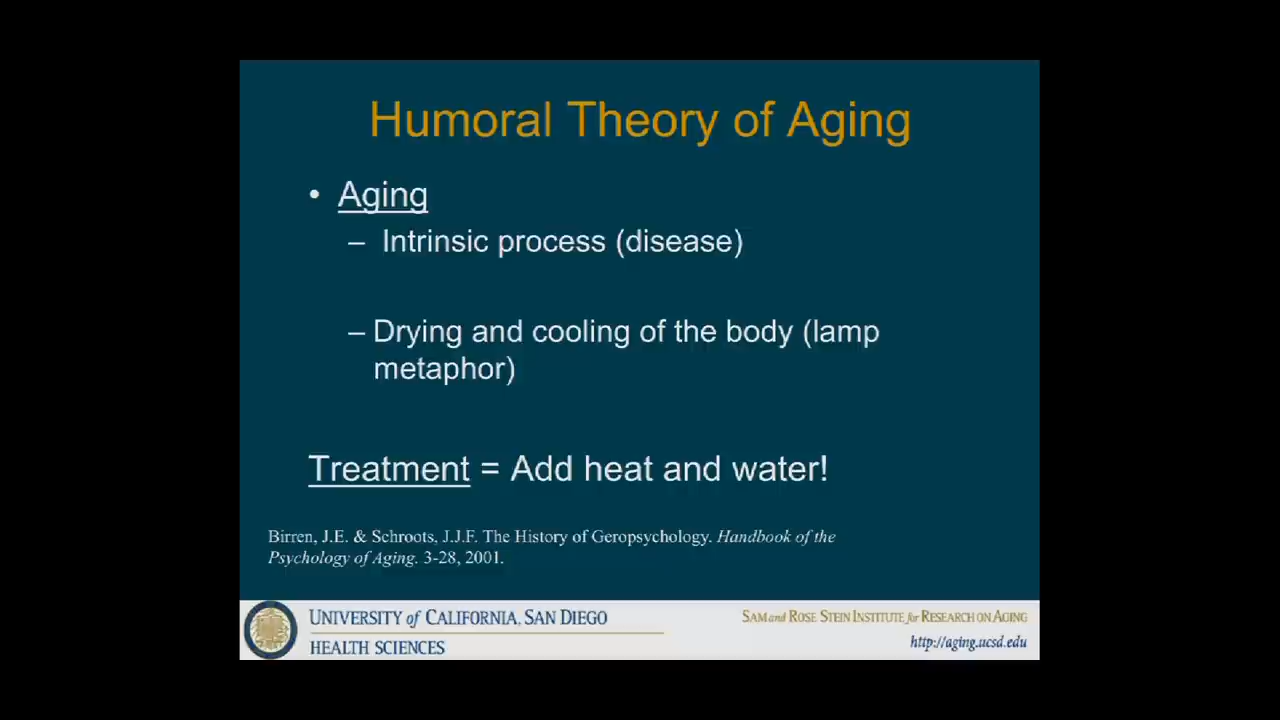 Humoral Theory of Aging
• Aging
– Intrinsic process (disease)
– Drying and cooling of the body (lamp
metaphor)
Treatment = Add heat and water!
Birren, J.E. & Schroots, J.J.F. The History of Geropsychology. Handbook of the
Psychology of Aging. 3-28, 2001.
UNIVERSITY of CALIFORNIA, SAN DIEGO
HEALTH SCIENCES
SAM and ROSE STEIN INSTITUTE for RESEARCH ON AGING
http://aging.ucsd.edu